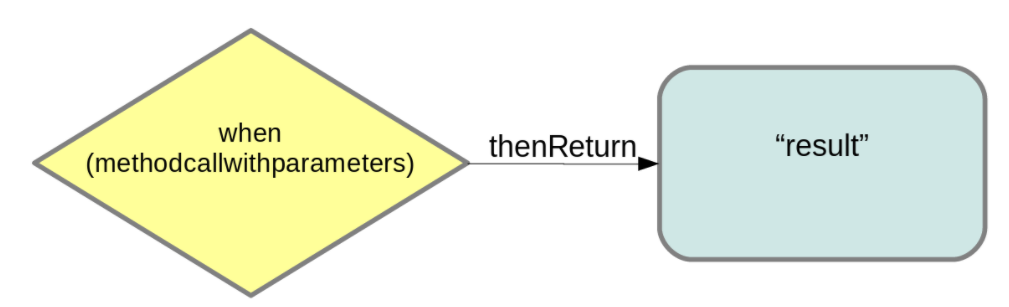 when
(methodcallwithparameters)
thenReturn
“result”